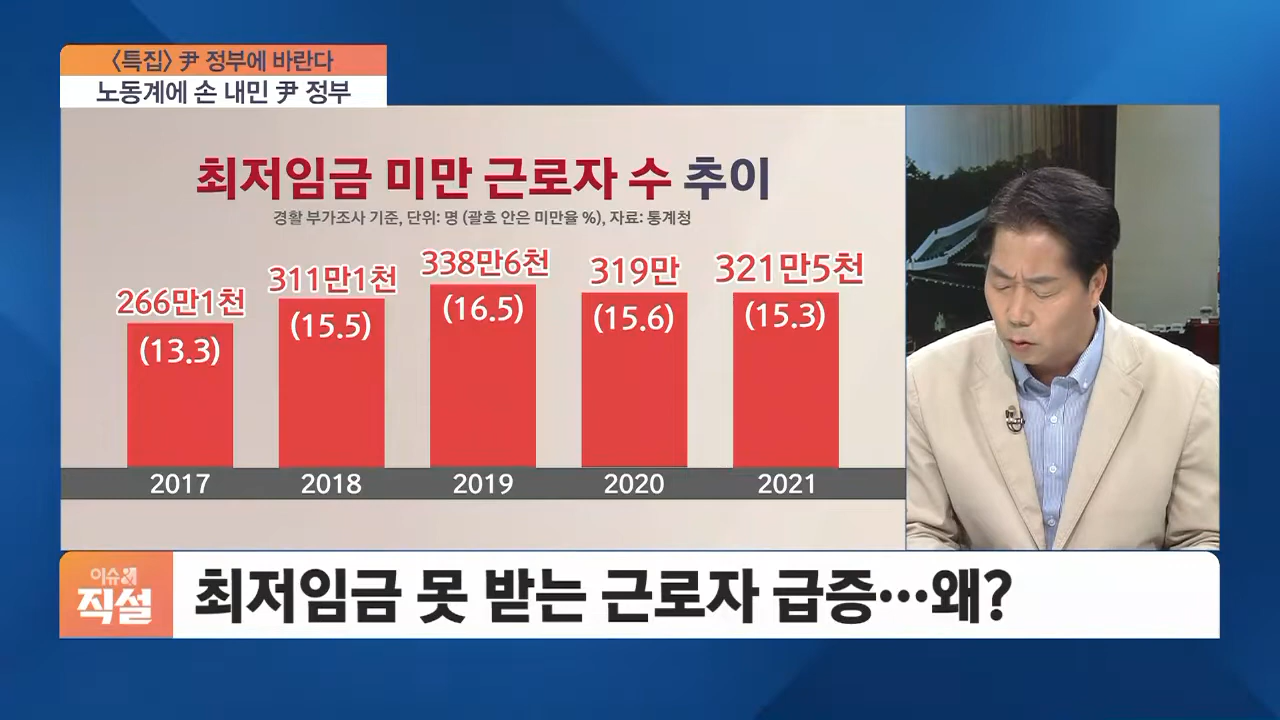 〈특집〉 尹 정부에 바란다
노동계에 손 내민 尹 정부
최저임금 미만 근로자 수 추이
경활 부가조사 기준, 단위: 명 (괄호 안은 미만율 %), 자료: 통계청
266만1천 311만1천 338만6천 319만 321만5천
(13.3) (15.5) (16.5) (15.6) (15.3)
2017 2018 2019 2020 2021
이슈&
직설
최저임금 못 받는 근로자 급증…왜?